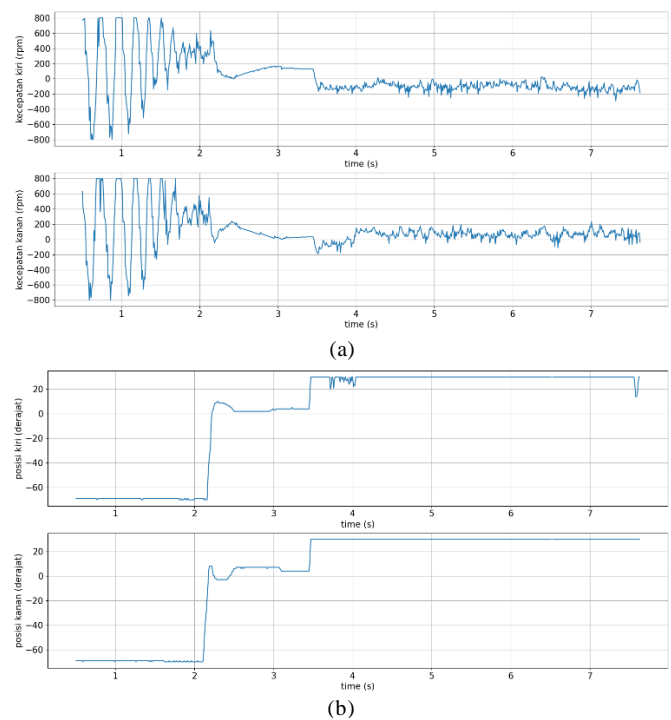 800
600
400
200
0
−200
−400
−600
−800
kecepatan kiri (rpm)
1 2 3 4 5 6 7
time (s)
800
600
400
200
0
−200
−400
−600
−800
kecepatan kanan (rpm)
1 2 3 4 5 6 7
time (s)
(a)
20
0
−20
−40
−60
posisi kiri (derajat)
1 2 3 4 5 6 7
time (s)
20
0
−20
−40
−60
posisi kanan (derajat)
1 2 3 4 5 6 7
time (s)
(b)